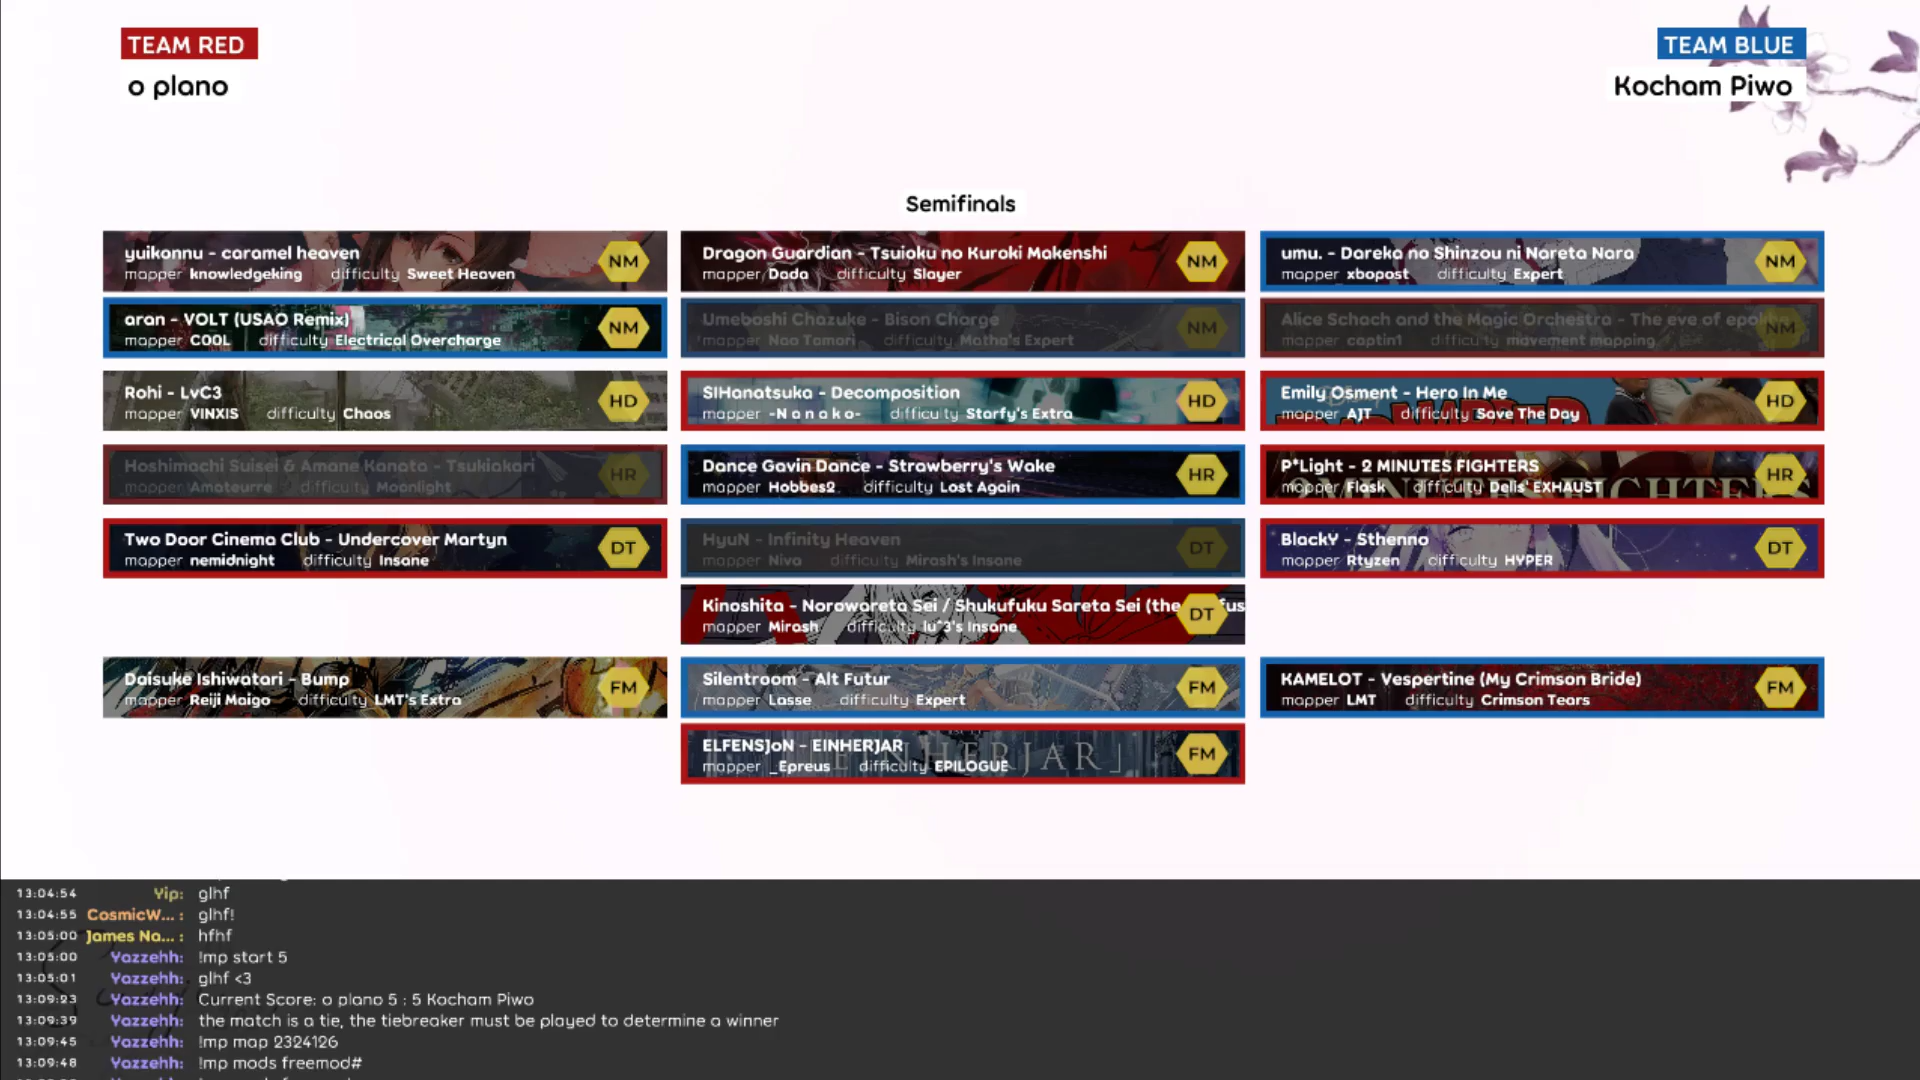 TEAM RED
o plano
TEAM BLUE
Kocham Piwo
Semifinals
yuikonnu - caramel heaven
mapper knowledgeking difficulty Sweet Heaven
NM
Dragon Guardian - Tsuioku no Kuroki Makenshi
mapper Dada difficulty Slayer
NM
umu. - Dareka no Shinzou ni Nareta Nara
mapper xbopost difficulty Expert
NM
aran - VOLT (USAO Remix)
mapper C00L difficulty Electrical Overcharge
NM
Umeboshi Chazuke - Bison Charge
mapper Nao Tomori difficulty Matha's Expert
NM
Alice Schach and the Magic Orchestra - The eve of epok
mapper captin1 difficulty movement mapping
NM
Rohi - LvC3
mapper VINXIS difficulty Chaos
HD
SIHanatsuka - Decomposition
mapper -N a n a k o- difficulty Starfy's Extra
HD
Emily Osment - Hero In Me
mapper AJT difficulty Save The Day
HD
Hoshimachi Suisei & Amane Kanata - Tsukiakari
mapper Amateurre difficulty Moonlight
HR
Dance Gavin Dance - Strawberry's Wake
mapper Hobbes2 difficulty Lost Again
HR
P*Light - 2 MINUTES FIGHTERS
mapper Flask difficulty Delis' EXHAUST
HR
Two Door Cinema Club - Undercover Martyn
mapper nemidnight difficulty Insane
DT
HyuN - Infinity Heaven
mapper Niva difficulty Mirash's Insane
DT
BlackY - Sthenno
mapper Rtyzen difficulty HYPER
DT
Kinoshita - Norowareta Sei / Shukufuku Sareta Sei (the fus
mapper Mirash difficulty lu^3's Insane
DT
Daisuke Ishiwatari - Bump
mapper Reiji Maigo difficulty LMT's Extra
FM
Silentroom - Alt Futur
mapper Lasse difficulty Expert
FM
KAMELOT - Vespertine (My Crimson Bride)
mapper LMT difficulty Crimson Tears
FM
ELFENSJoN - EINHERJAR
mapper _Epreus difficulty EPILOGUE
FM
13:04:54 Yip: glhf
13:04:55 CosmicW... : glhf!
13:05:00 James Na... : hfhf
13:05:00 Yazzehh: !mp start 5
13:05:01 Yazzehh: glhf <3
13:09:23 Yazzehh: Current Score: o plano 5 : 5 Kocham Piwo
13:09:39 Yazzehh: the match is a tie, the tiebreaker must be played to determine a winner
13:09:45 Yazzehh: !mp map 2324126
13:09:48 Yazzehh: !mp mods freemod#